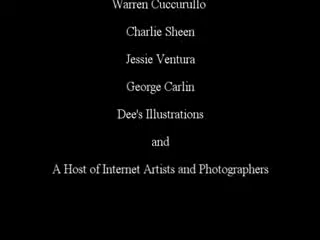 Warren Cuccurullo
Charlie Sheen
Jessie Ventura
George Carlin
Dee's Illustrations
and
A Host of Internet Artists and Photographers